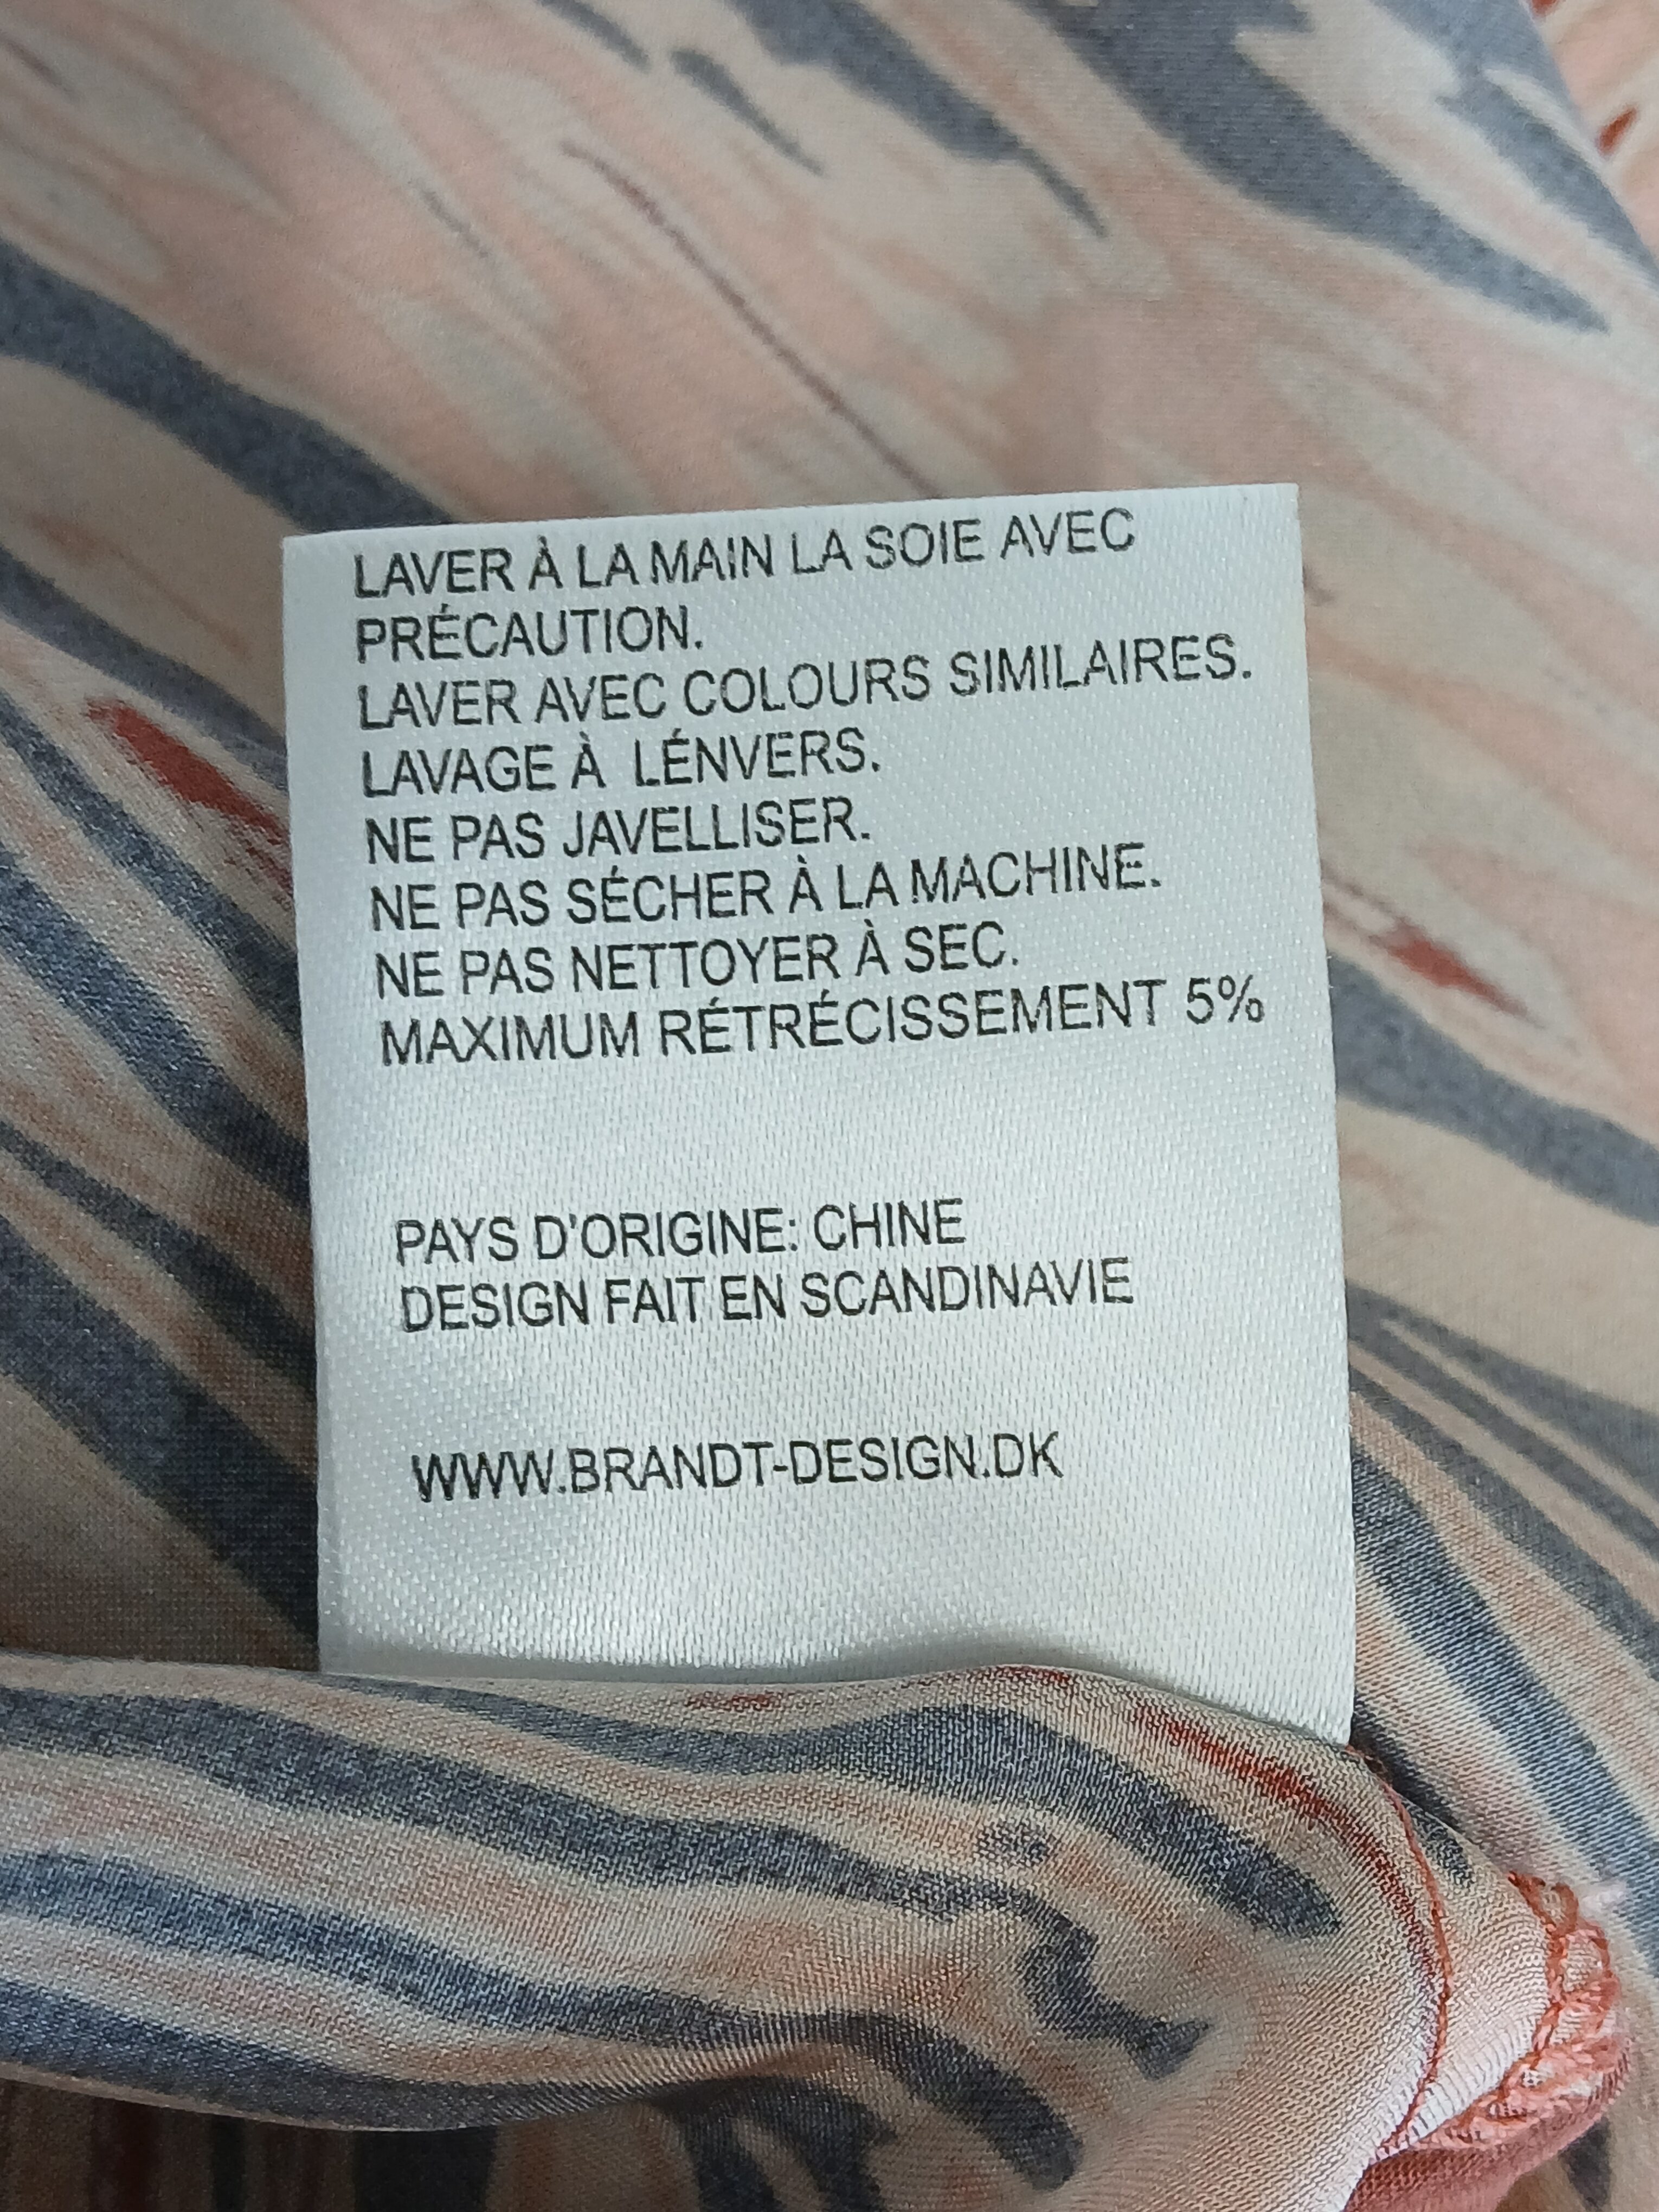 LAVER À LA MAIN LA SOIE AVEC
PRÉCAUTION.
LAVER AVEC COLOURS SIMILAIRES.
LAVAGE À LÉNVERS.
NE PAS JAVELLISER.
NE PAS SÉCHER À LA MACHINE.
NE PAS NETTOYER À SEC.
MAXIMUM RÉTRÉCISSEMENT 5%
PAYS D'ORIGINE: CHINE
DESIGN FAIT EN SCANDINAVIE
WWW.BRANDT-DESIGN.DK